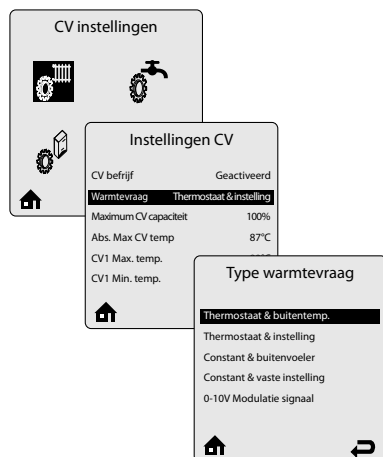 CV instellingen
Instellingen CV
CV befrijf Geactiveerd
Warmtevraag Thermostaat & instelling
Maximum CV capaciteit 100%
Abs. Max CV temp 87°C
CV1 Max. temp.
CV1 Min. temp.
Type warmtevraag
Thermostaat & buitentemp.
Thermostaat & instelling
Constant & buitenvoeler
Constant & vaste instelling
0-10V Modulatie signaal